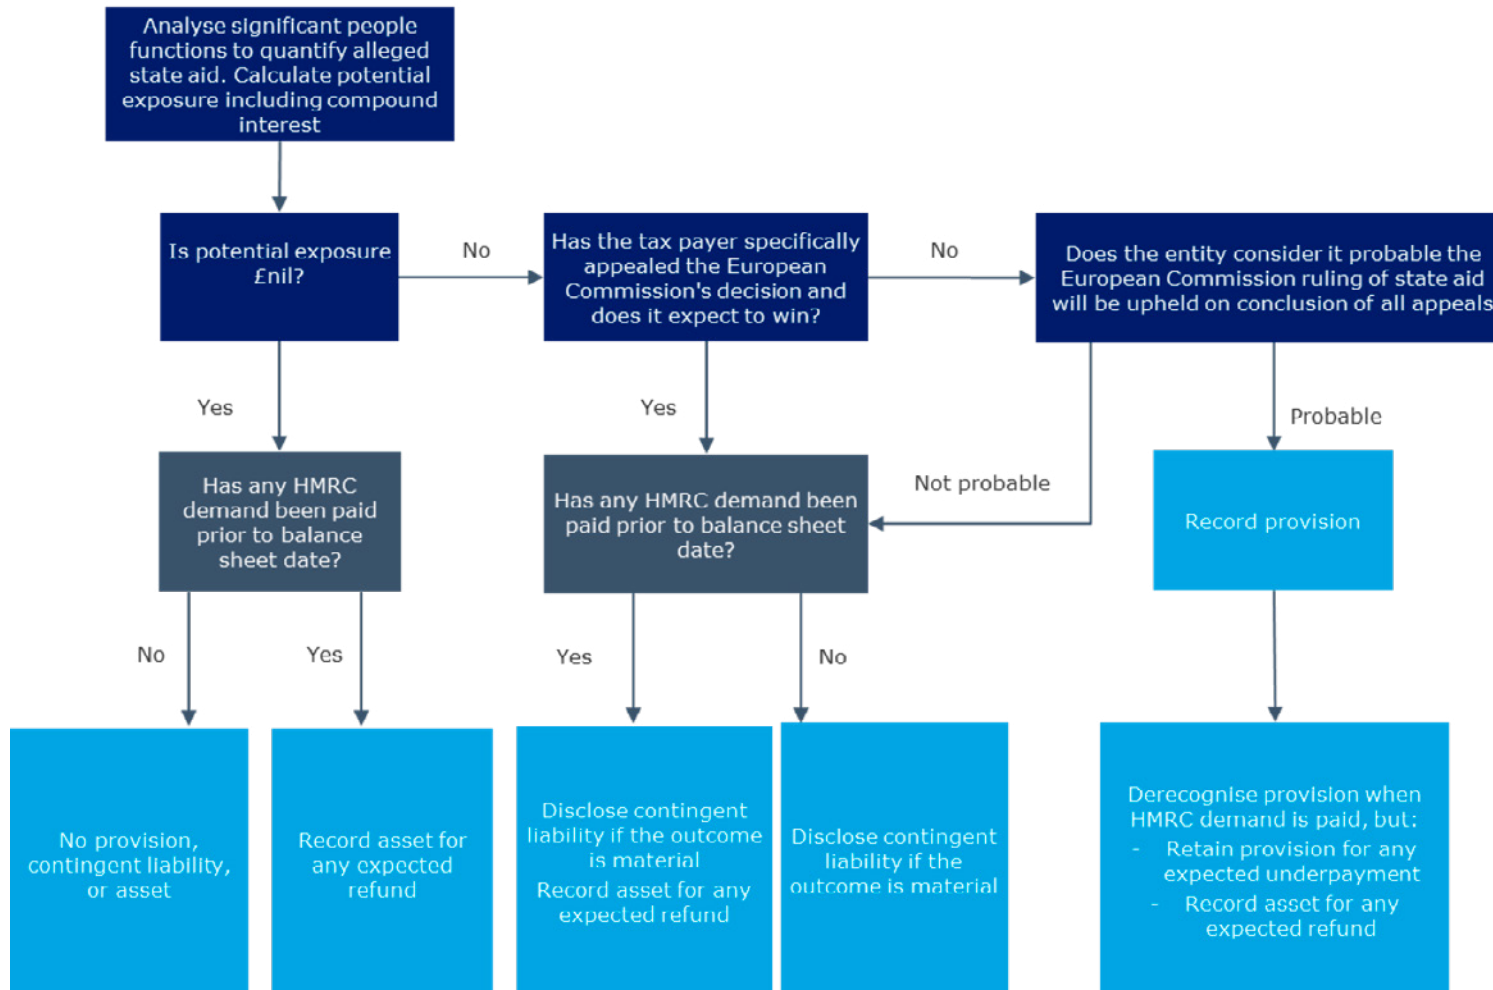 Analyse significant people
functions to quantify alleged
state aid. Calculate potential
exposure including compound
interest
Is potential exposure
£nil?
No
Has the tax payer specifically
appealed the European
Commission's decision and
does it expect to win?
No
Does the entity consider it probable the
European Commission ruling of state aid
will be upheld on conclusion of all appeals
Yes
Yes
Probable
Has any HMRC
demand been paid
prior to balance
sheet date?
Has any HMRC demand been
paid prior to balance sheet
date?
Not probable
Record provision
No
Yes
Yes
No
No provision,
contingent liability,
or asset
Record asset for
any expected
refund
Disclose contingent
liability if the outcome
is material
Record asset for any
expected refund
Disclose contingent
liability if the
outcome is material
Derecognise provision when
HMRC demand is paid, but:
- Retain provision for any
expected underpayment
- Record asset for any
expected refund